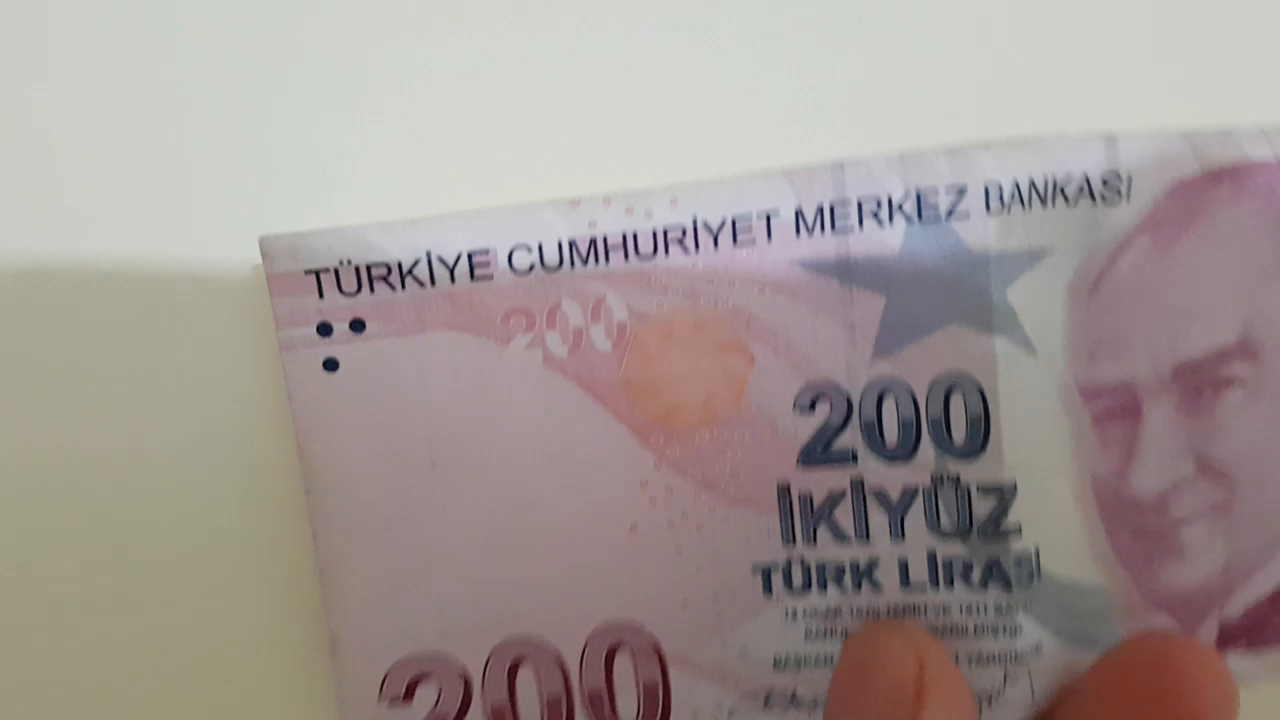 TÜRKİYE CUMHURİYET MERKEZ BANKASI
200
200
İKİYÜZ
TÜRK LİRASI
200